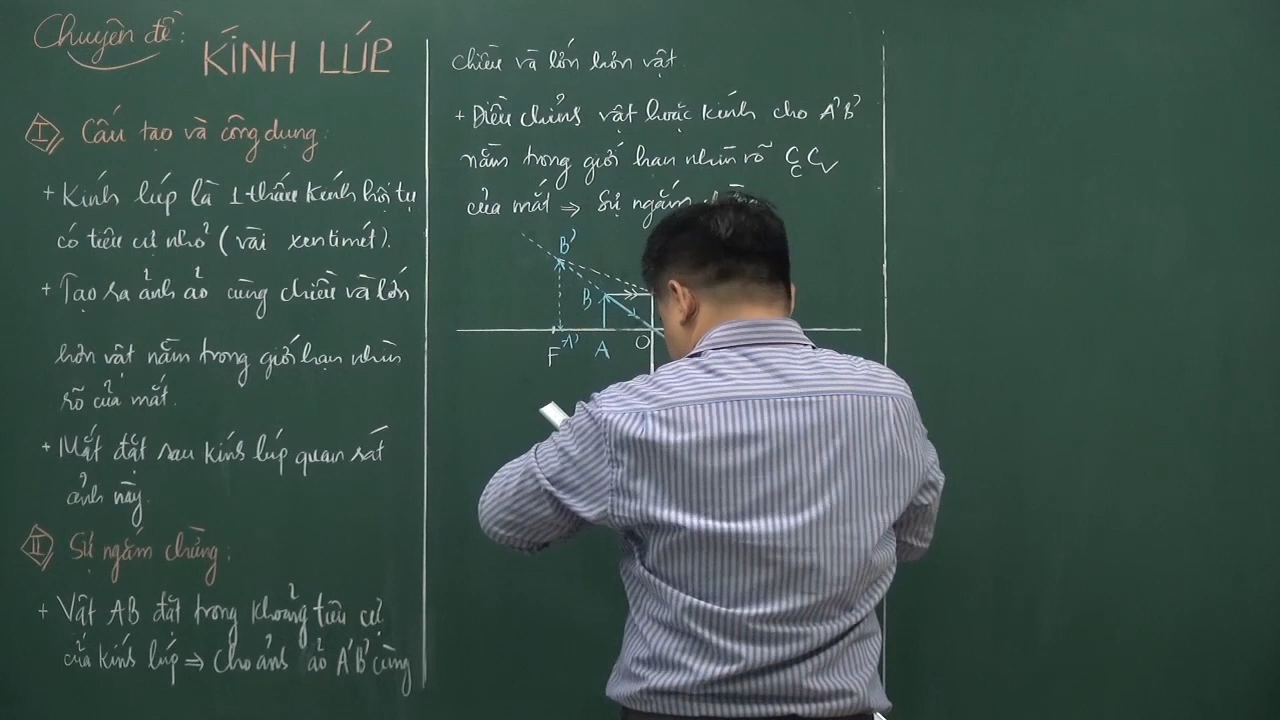 Chuyên đề:
KÍNH LÚP
I Cấu tạo và công dụng:
+ Kính lúp là 1 thấu kính hội tụ
có tiêu cự nhỏ (vài xentimét).
+ Tạo ra ảnh ảo cùng chiều và lớn
hơn vật nằm trong giới hạn nhìn
rõ của mắt.
+ Mắt đặt sau kính lúp quan sát
ảnh này.
II Sự ngắm chừng:
+ Vật AB đặt trong khoảng tiêu cự
của kính lúp ⇒ cho ảnh ảo A'B' cùng
chiều và lớn hơn vật.
+ Điều chỉnh vật hoặc kính cho A'B'
nằm trong giới hạn nhìn rõ CcCv
của mắt ⇒ Sự ngắm
B'
B
F A' A O